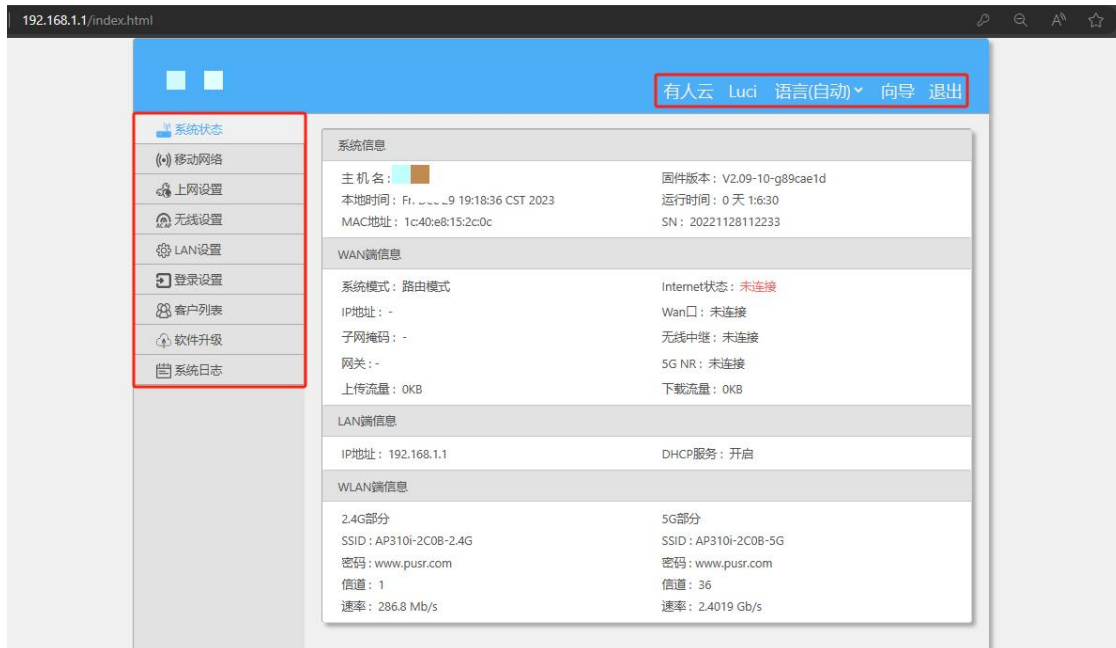 192.168.1.1/index.html
有人云 Luci 语言(自动) 向导 退出
系统状态
移动网络
上网设置
无线设置
LAN设置
登录设置
客户列表
软件升级
系统日志
系统信息
主机名:
固件版本: V2.09-10-g89cae1d
本地时间: 19:18:36 CST 2023
运行时间: 0 天 1:6:30
MAC地址: 1c:40:e8:15:2c:0c
SN: 20221128112233
WAN端信息
系统模式: 路由模式
Internet状态: 未连接
IP地址: -
Wan口: 未连接
子网掩码: -
无线中继: 未连接
网关: -
5G NR: 未连接
上传流量: 0KB
下载流量: 0KB
LAN端信息
IP地址: 192.168.1.1
DHCP服务: 开启
WLAN端信息
2.4G部分
SSID : AP310i-2C0B-2.4G
密码 : www.pusr.com
信道: 1
速率: 286.8 Mb/s
5G部分
SSID : AP310i-2C0B-5G
密码 : www.pusr.com
信道: 36
速率: 2.4019 Gb/s